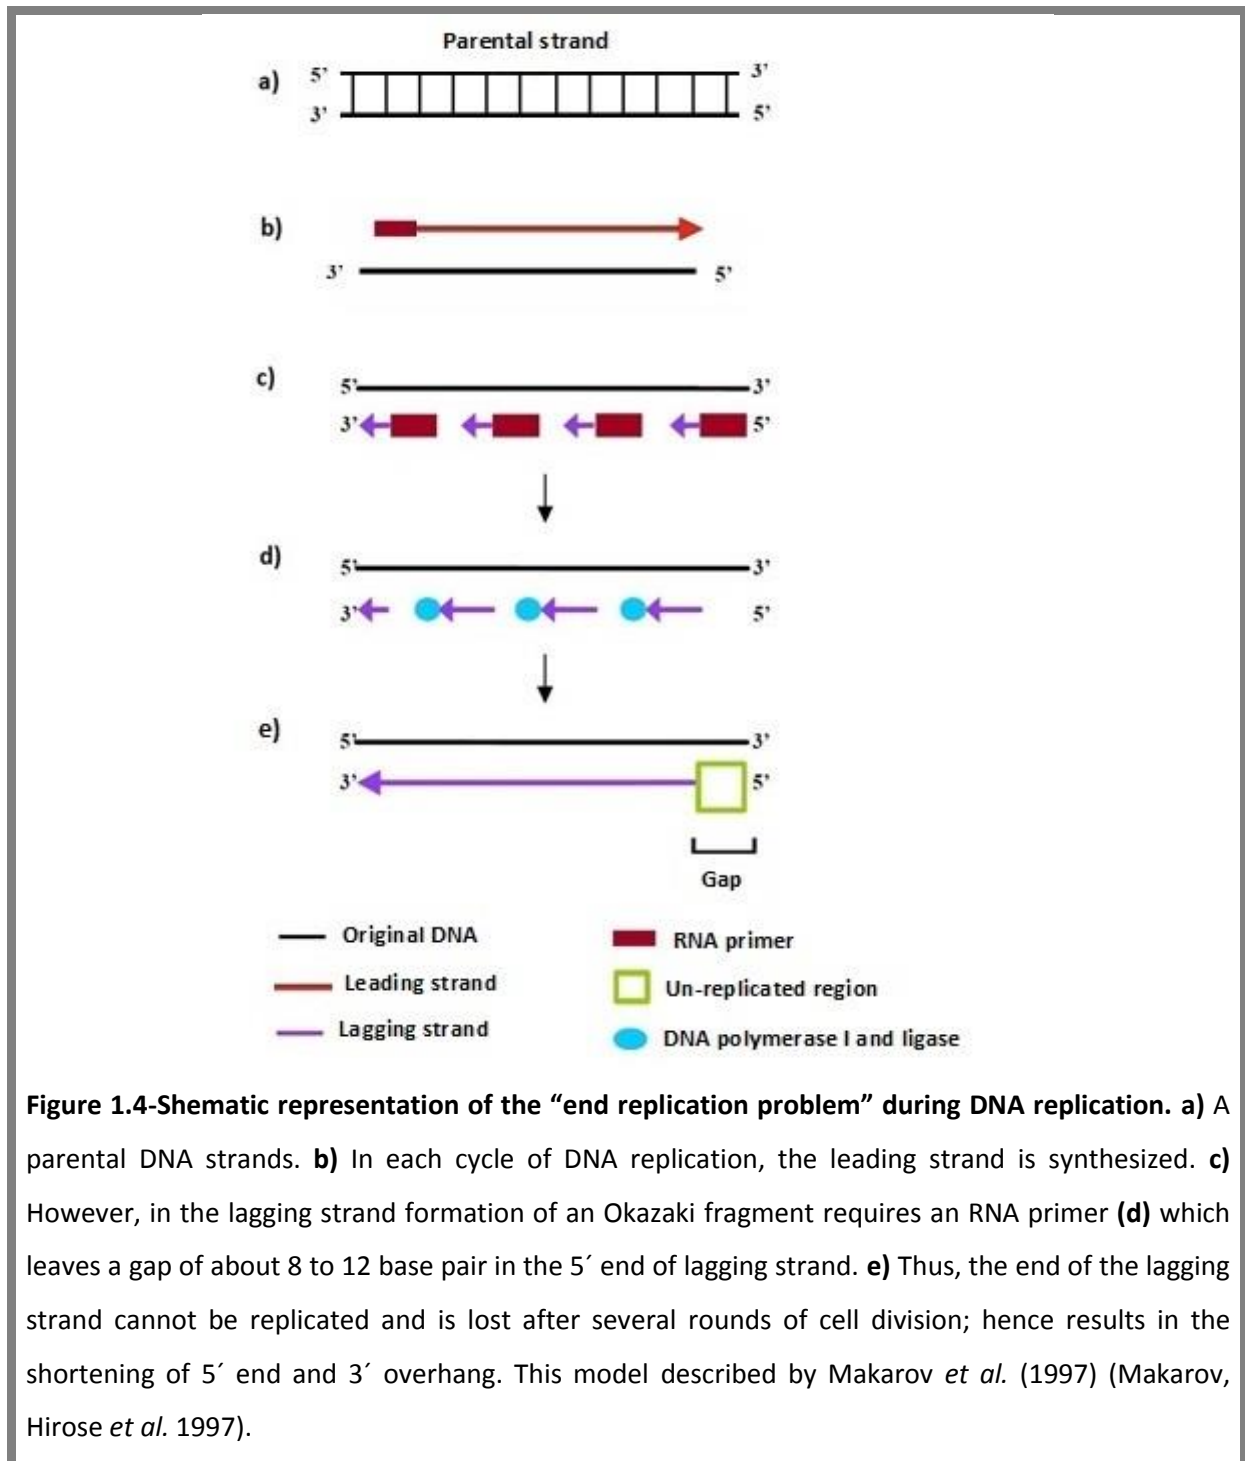 Parental strand
a) 5’ 3’
3’ 5’
b)
3’ 5’
c) 5’ 3’
3’ 5’
d) 5’ 3’
3’ 5’
e) 5’ 3’
3’ 5’
Gap
Original DNA RNA primer
Leading strand Un-replicated region
Lagging strand DNA polymerase I and ligase
Figure 1.4-Shematic representation of the “end replication problem” during DNA replication. a) A
parental DNA strands. b) In each cycle of DNA replication, the leading strand is synthesized. c)
However, in the lagging strand formation of an Okazaki fragment requires an RNA primer (d) which
leaves a gap of about 8 to 12 base pair in the 5´ end of lagging strand. e) Thus, the end of the lagging
strand cannot be replicated and is lost after several rounds of cell division; hence results in the
shortening of 5´ end and 3´ overhang. This model described by Makarov et al. (1997) (Makarov,
Hirose et al. 1997).